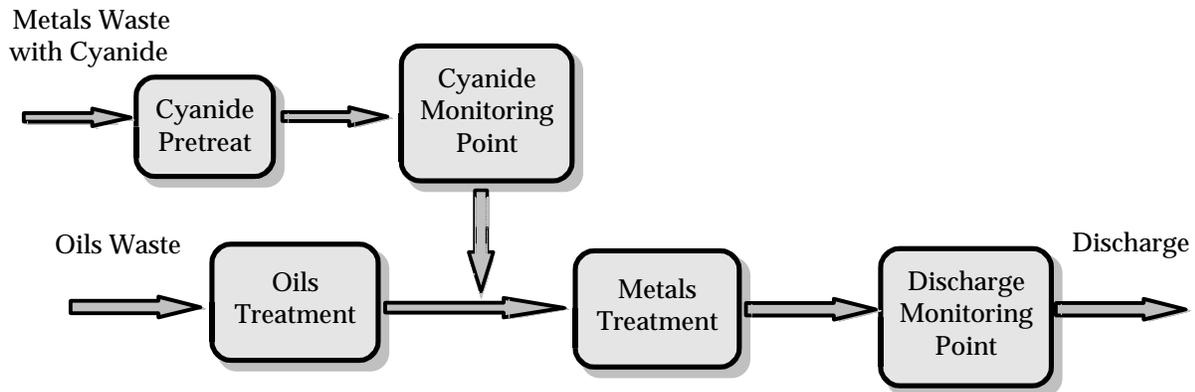 Metals Waste
with Cyanide
Cyanide
Pretreat
Cyanide
Monitoring
Point
Oils Waste
Oils
Treatment
Metals
Treatment
Discharge
Monitoring
Point
Discharge